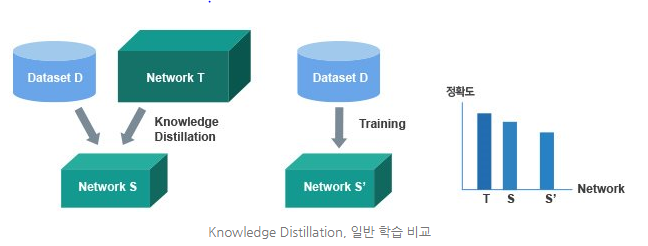 Dataset D
Network T
Knowledge
Distillation
Network S
Dataset D
Training
Network S'
정확도
Network
T S S'
Knowledge Distillation, 일반 학습 비교